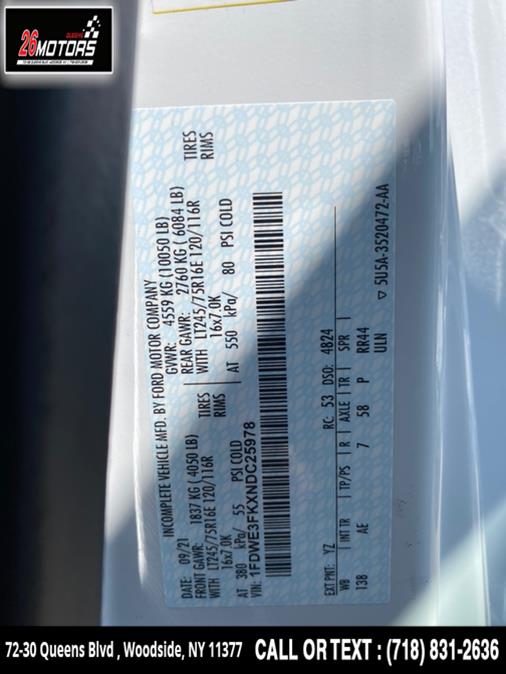 26MOTORS
QUEENS
INCOMPLETE VEHICLE MFD. BY FORD MOTOR COMPANY
DATE: 09/21 GVWR: 4559 KG (10050 LB)
FRONT GAWR: 1837 KG ( 4050 LB) REAR GAWR: 2760 KG ( 6084 LB)
WITH LT245/75R16E 120/116R TIRES WITH LT245/75R16E 120/116R TIRES
16x7.0K RIMS 16x7.0K RIMS
AT 380 kPa/ 55 PSI COLD AT 550 kPa/ 80 PSI COLD
VIN: 1FDWE3FKXNDC25978
EXT PNT: YZ RC: 53 DSO: 4B24
WB INT TR TP/PS R AXLE TR SPR
138 AE 7 58 P RR44
ULN
▽ 5U5A-3520472-AA
72-30 Queens Blvd , Woodside, NY 11377 CALL OR TEXT : (718) 831-2636